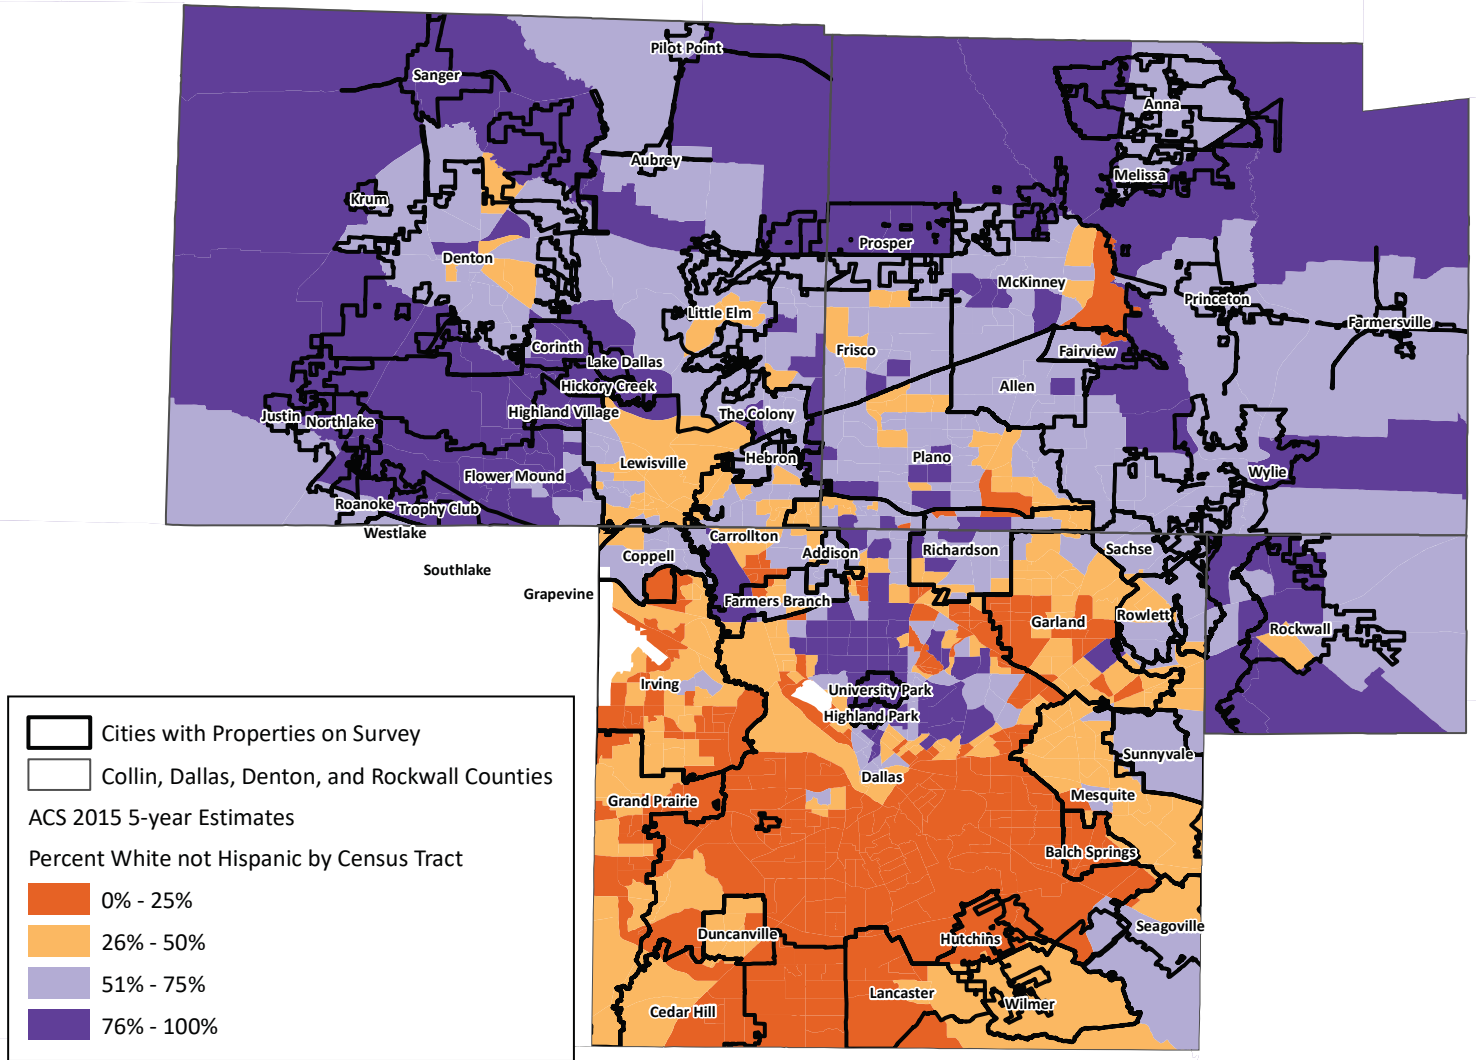 Pilot Point
Sanger
Anna
Aubrey
Melissa
Krum
Prosper
Denton
McKinney
Princeton
Little Elm
Farmersville
Corinth
Frisco
Fairview
Lake Dallas
Hickory Creek
Allen
Justin
Northlake
Highland Village
The Colony
Lewisville
Hebron
Plano
Flower Mound
Wylie
Roanoke
Trophy Club
Westlake
Carrollton
Coppell
Addison
Richardson
Sachse
Southlake
Grapevine
Farmers Branch
Garland
Rowlett
Rockwall
Irving
University Park
Highland Park
Cities with Properties on Survey
Sunnyvale
Collin, Dallas, Denton, and Rockwall Counties
Dallas
Mesquite
Grand Prairie
ACS 2015 5-year Estimates
Balch Springs
Percent White not Hispanic by Census Tract
0% - 25%
Seagoville
Duncanville
Hutchins
26% - 50%
51% - 75%
Lancaster
Wilmer
Cedar Hill
76% - 100%